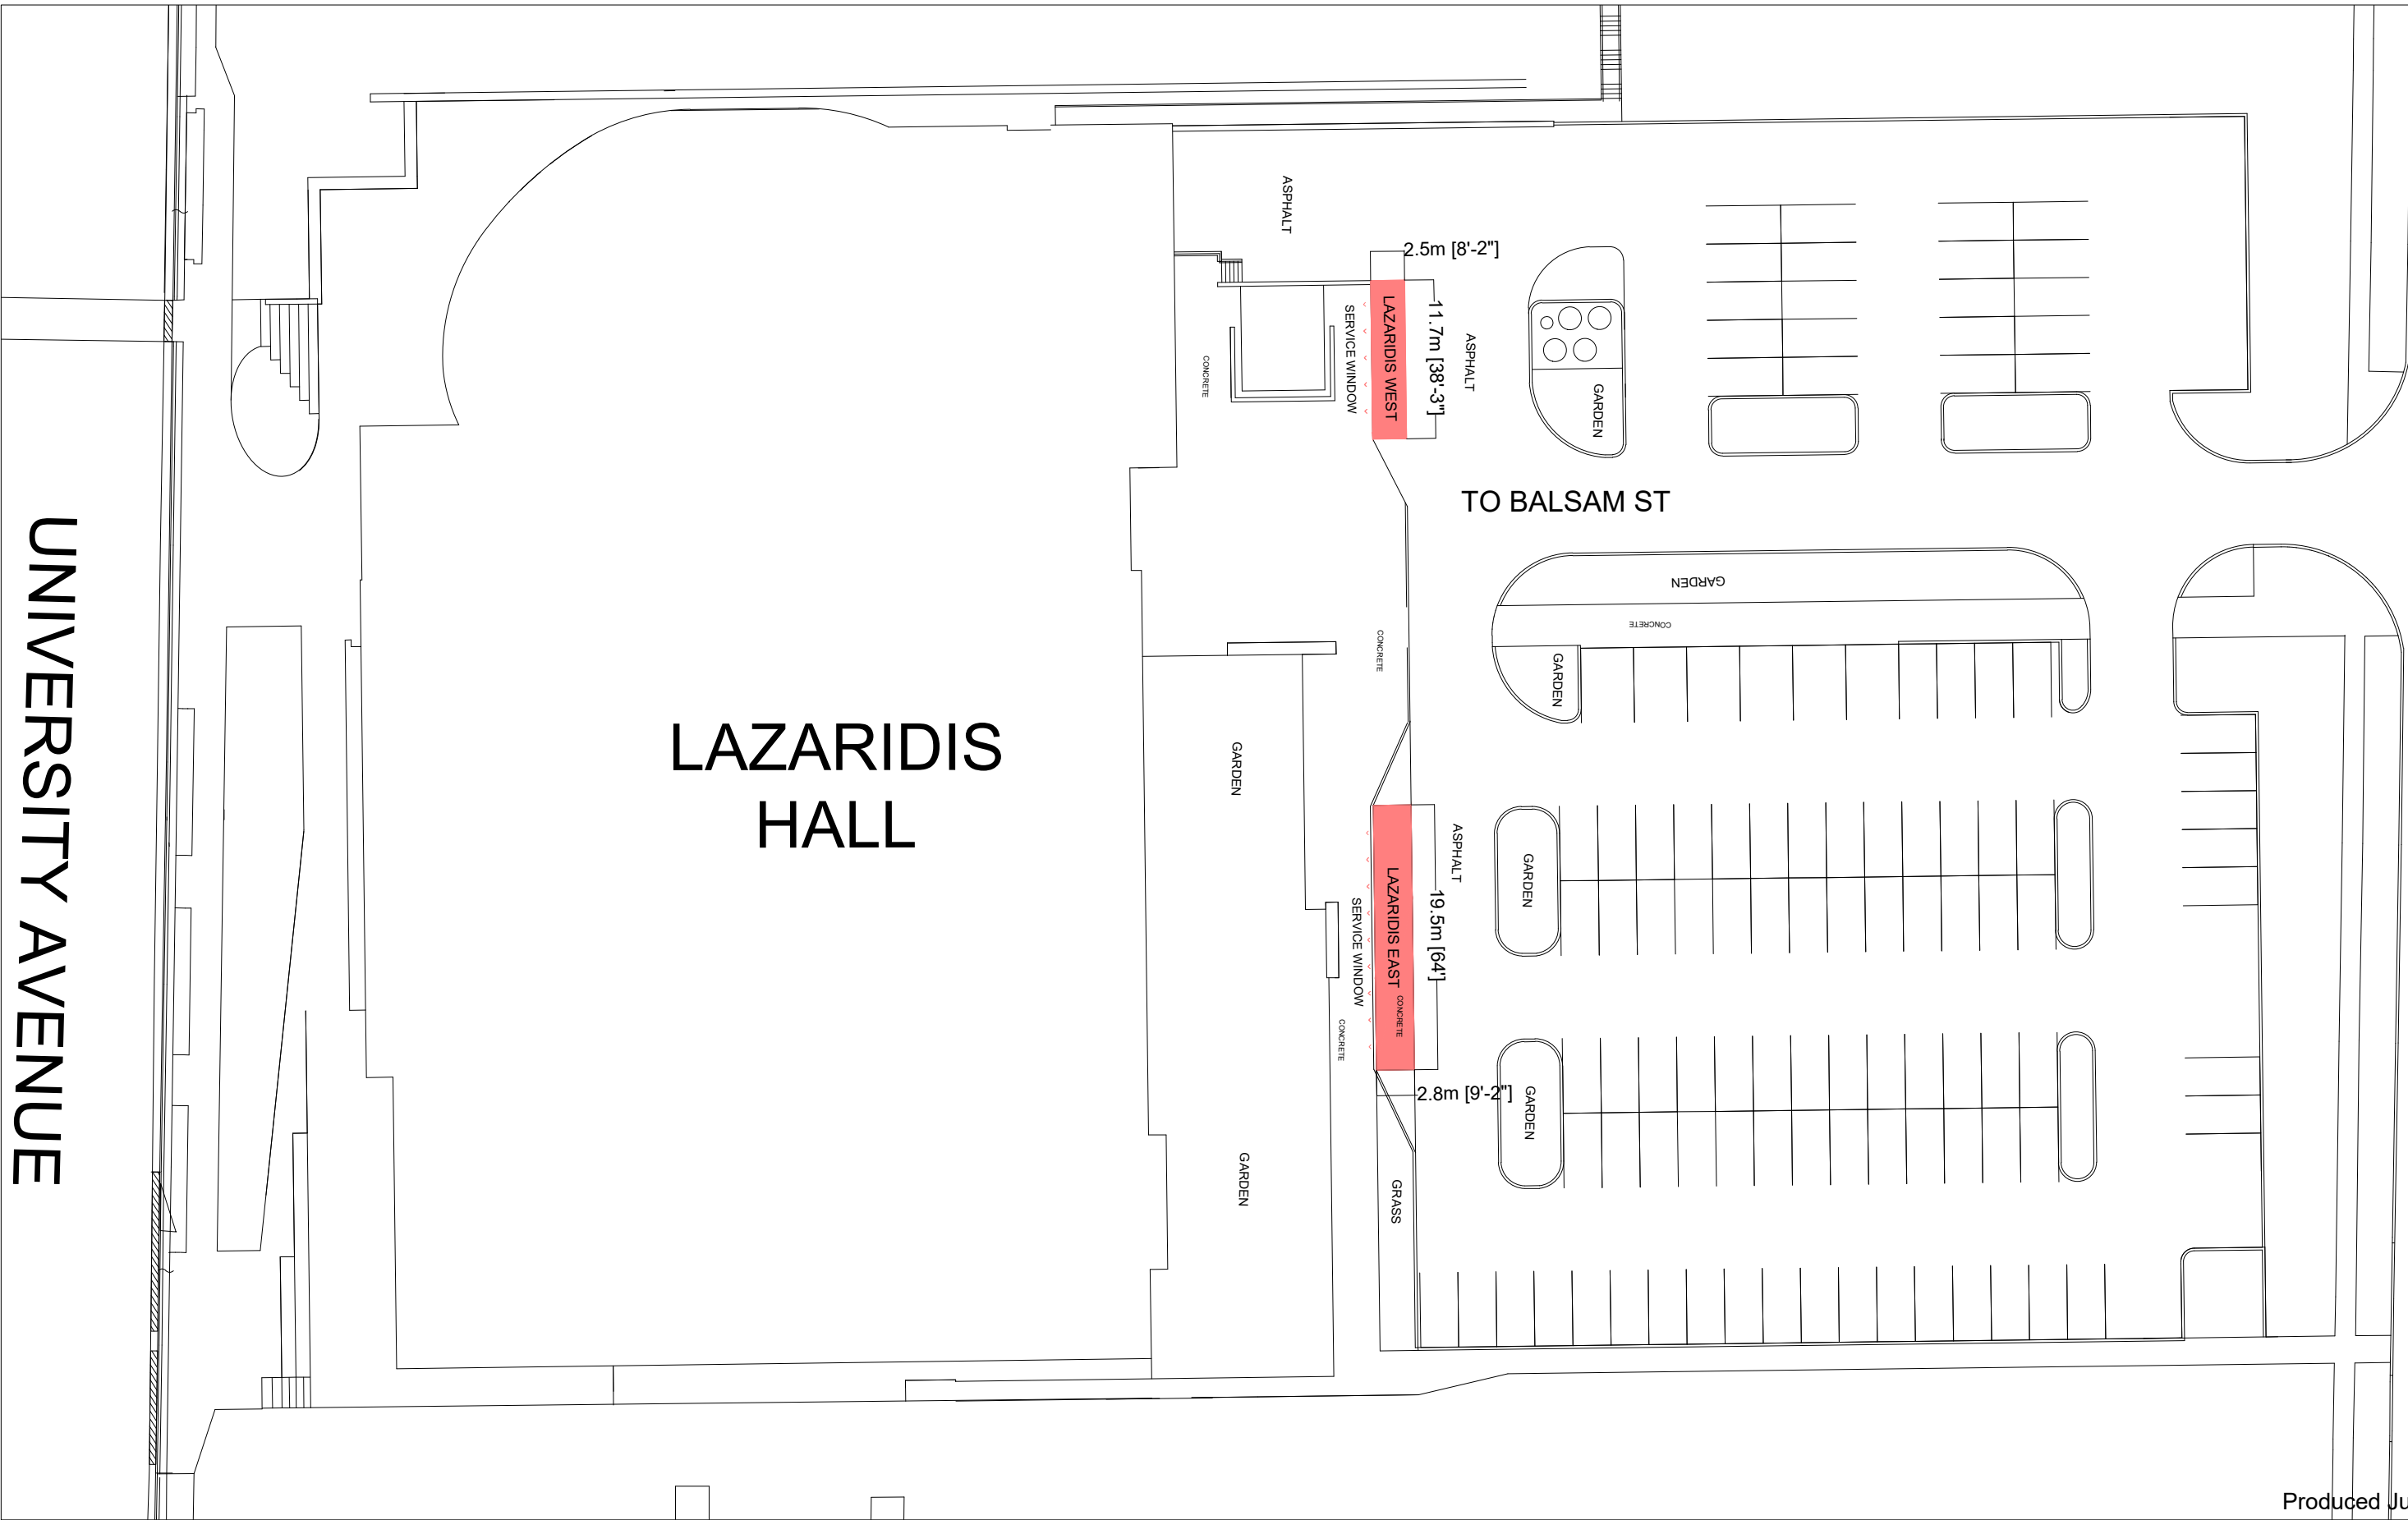 ASPHALT
2.5m [8'-2"]
LAZARIDIS WEST
SERVICE WINDOW
11.7m [38'-3"]
ASPHALT
CONCRETE
GARDEN
TO BALSAM ST
UNIVERSITY AVENUE
GARDEN
CONCRETE
CONCRETE
GARDEN
LAZARIDIS
HALL
GARDEN
ASPHALT
LAZARIDIS EAST
SERVICE WINDOW
19.5m [64']
GARDEN
CONCRETE
CONCRETE
2.8m [9'-2"]
GARDEN
GARDEN
GRASS
Produced Ju